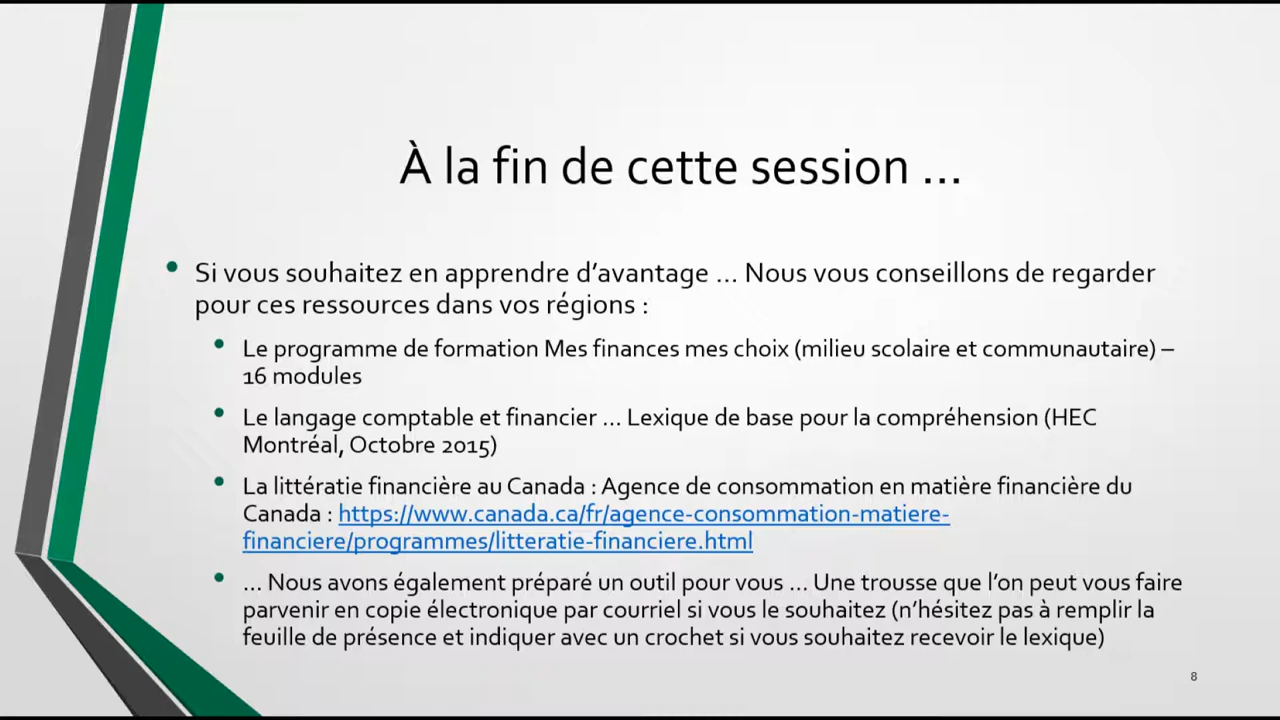 À la fin de cette session ...
• Si vous souhaitez en apprendre d’avantage ... Nous vous conseillons de regarder
pour ces ressources dans vos régions :
• Le programme de formation Mes finances mes choix (milieu scolaire et communautaire) –
16 modules
• Le langage comptable et financier ... Lexique de base pour la compréhension (HEC
Montréal, Octobre 2015)
• La littératie financière au Canada : Agence de consommation en matière financière du
Canada : https://www.canada.ca/fr/agence-consommation-matiere-
financiere/programmes/litteratie-financiere.html
• ... Nous avons également préparé un outil pour vous ... Une trousse que l’on peut vous faire
parvenir en copie électronique par courriel si vous le souhaitez (n’hésitez pas à remplir la
feuille de présence et indiquer avec un crochet si vous souhaitez recevoir le lexique)
8